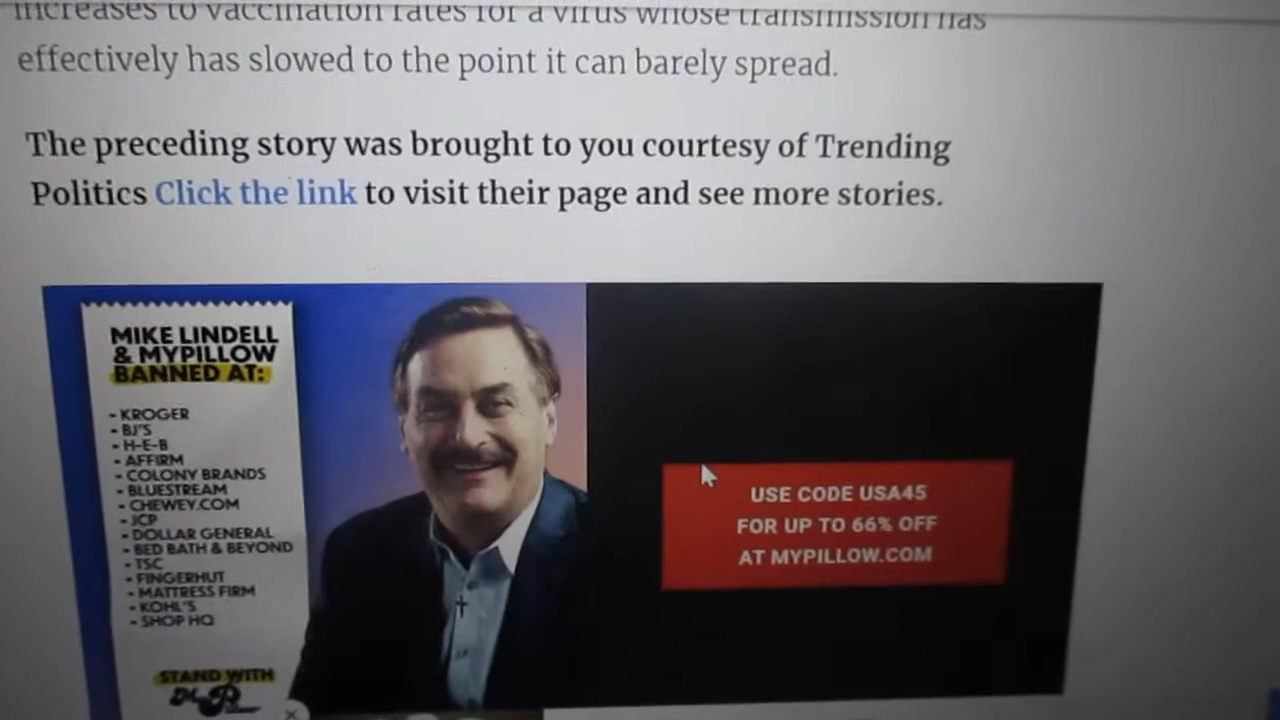 increases to vaccination rates for a virus whose transmission has
effectively has slowed to the point it can barely spread.
The preceding story was brought to you courtesy of Trending
Politics Click the link to visit their page and see more stories.
MIKE LINDELL
& MYPILLOW
BANNED AT:
- KROGER
- BJ'S
- H-E-B
- AFFIRM
- COLONY BRANDS
- BLUESTREAM
- CHEWEY.COM
- JCP
- DOLLAR GENERAL
- BED BATH & BEYOND
- TSC
- FINGERHUT
- MATTRESS FIRM
- KOHL'S
- SHOP HQ
STAND WITH
USE CODE USA45
FOR UP TO 66% OFF
AT MYPILLOW.COM